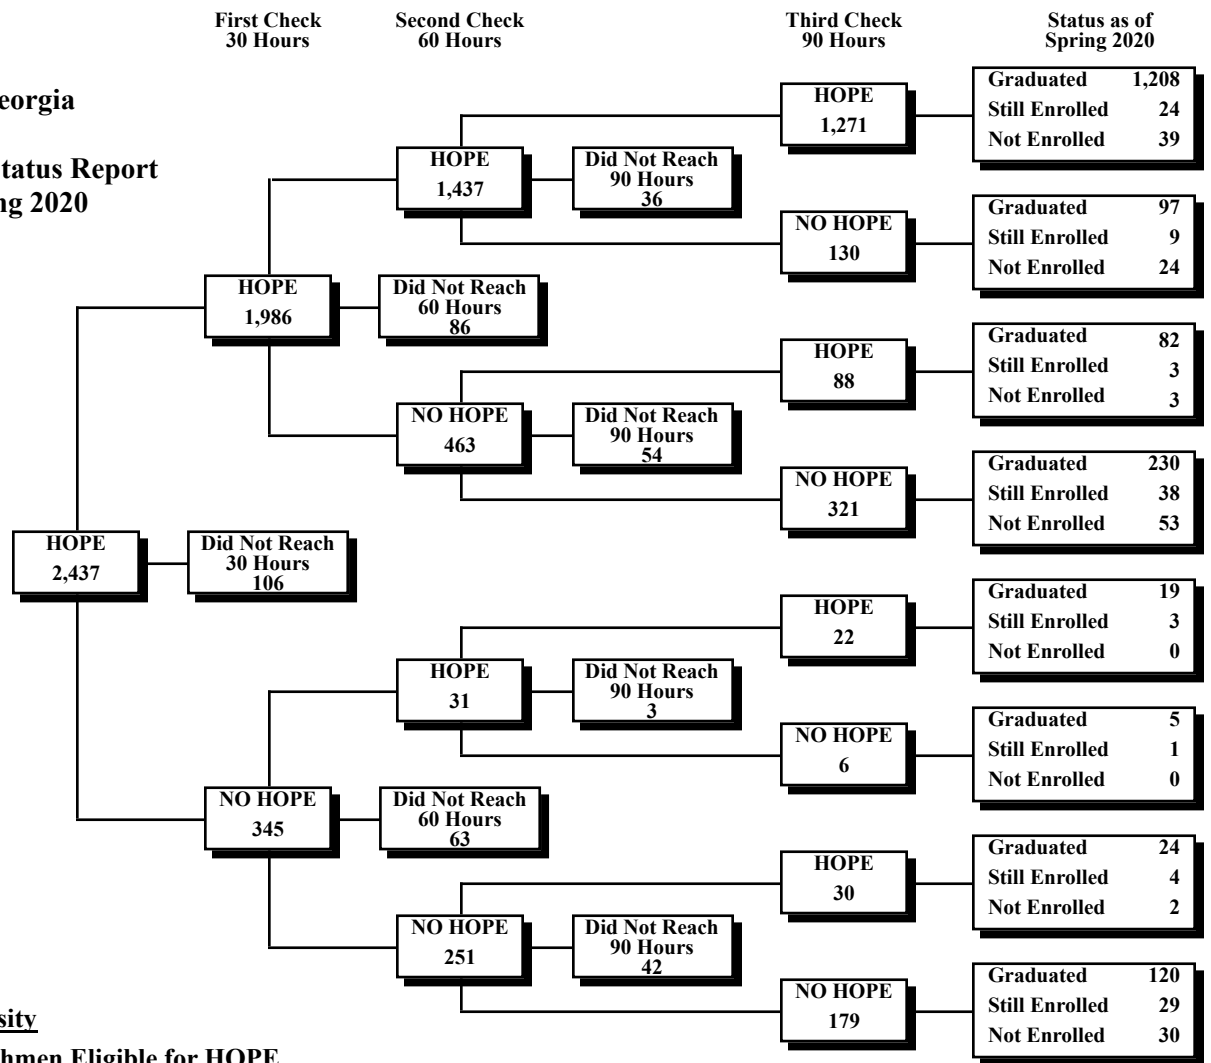 First Check
30 Hours
Second Check
60 Hours
Third Check
90 Hours
Status as of
Spring 2020
eorgia
tatus Report
ng 2020
HOPE
2,437
Did Not Reach
30 Hours
106
HOPE
1,986
Did Not Reach
60 Hours
86
HOPE
1,437
Did Not Reach
90 Hours
36
HOPE
1,271
Graduated 1,208
Still Enrolled 24
Not Enrolled 39
NO HOPE
130
Graduated 97
Still Enrolled 9
Not Enrolled 24
NO HOPE
463
Did Not Reach
90 Hours
54
HOPE
88
Graduated 82
Still Enrolled 3
Not Enrolled 3
NO HOPE
321
Graduated 230
Still Enrolled 38
Not Enrolled 53
NO HOPE
345
Did Not Reach
60 Hours
63
HOPE
31
Did Not Reach
90 Hours
3
HOPE
22
Graduated 19
Still Enrolled 3
Not Enrolled 0
NO HOPE
6
Graduated 5
Still Enrolled 1
Not Enrolled 0
NO HOPE
251
Did Not Reach
90 Hours
42
HOPE
30
Graduated 24
Still Enrolled 4
Not Enrolled 2
NO HOPE
179
Graduated 120
Still Enrolled 29
Not Enrolled 30
sity
hmen Eligible for HOPE